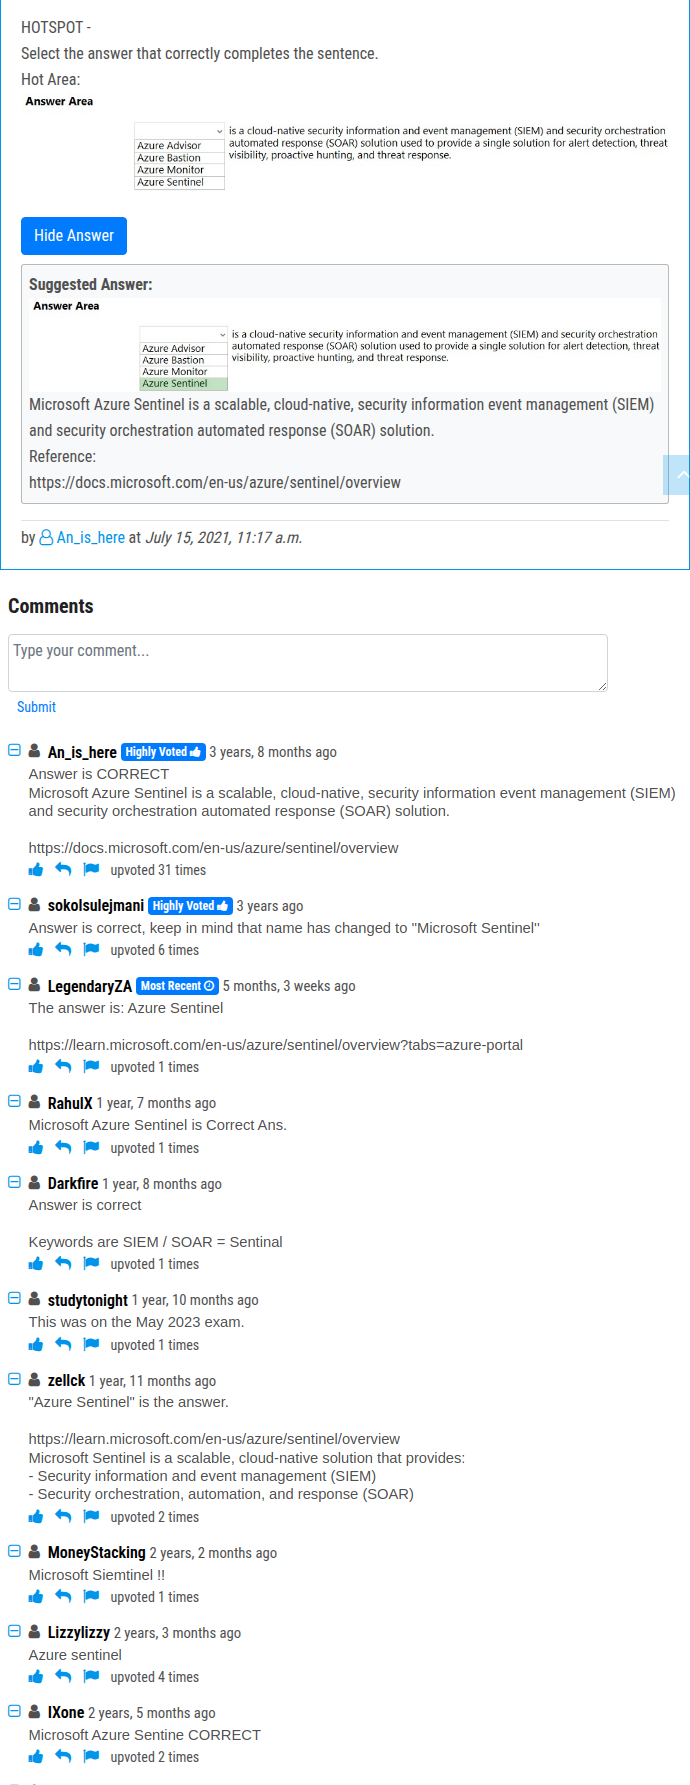 HOTSPOT -
Select the answer that correctly completes the sentence.
Hot Area:
Answer Area
Azure Advisor
Azure Bastion
Azure Monitor
Azure Sentinel
is a cloud-native security information and event management (SIEM) and security orchestration
automated response (SOAR) solution used to provide a single solution for alert detection, threat
visibility, proactive hunting, and threat response.
Hide Answer
Suggested Answer:
Answer Area
Azure Advisor
Azure Bastion
Azure Monitor
Azure Sentinel
is a cloud-native security information and event management (SIEM) and security orchestration
automated response (SOAR) solution used to provide a single solution for alert detection, threat
visibility, proactive hunting, and threat response.
Microsoft Azure Sentinel is a scalable, cloud-native, security information event management (SIEM)
and security orchestration automated response (SOAR) solution.
Reference:
https://docs.microsoft.com/en-us/azure/sentinel/overview
by An_is_here at July 15, 2021, 11:17 a.m.
Comments
Type your comment...
Submit
An_is_here Highly Voted 3 years, 8 months ago
Answer is CORRECT
Microsoft Azure Sentinel is a scalable, cloud-native, security information event management (SIEM)
and security orchestration automated response (SOAR) solution.
https://docs.microsoft.com/en-us/azure/sentinel/overview
upvoted 31 times
sokolsulejmani Highly Voted 3 years ago
Answer is correct, keep in mind that name has changed to "Microsoft Sentinel"
upvoted 6 times
LegendaryZA Most Recent 5 months, 3 weeks ago
The answer is: Azure Sentinel
https://learn.microsoft.com/en-us/azure/sentinel/overview?tabs=azure-portal
upvoted 1 times
RahulX 1 year, 7 months ago
Microsoft Azure Sentinel is Correct Ans.
upvoted 1 times
Darkfire 1 year, 8 months ago
Answer is correct
Keywords are SIEM / SOAR = Sentinal
upvoted 1 times
studytonight 1 year, 10 months ago
This was on the May 2023 exam.
upvoted 1 times
zellck 1 year, 11 months ago
"Azure Sentinel" is the answer.
https://learn.microsoft.com/en-us/azure/sentinel/overview
Microsoft Sentinel is a scalable, cloud-native solution that provides:
- Security information and event management (SIEM)
- Security orchestration, automation, and response (SOAR)
upvoted 2 times
MoneyStacking 2 years, 2 months ago
Microsoft Siemtinel !!
upvoted 1 times
Lizzylizzy 2 years, 3 months ago
Azure sentinel
upvoted 4 times
IXone 2 years, 5 months ago
Microsoft Azure Sentine CORRECT
upvoted 2 times